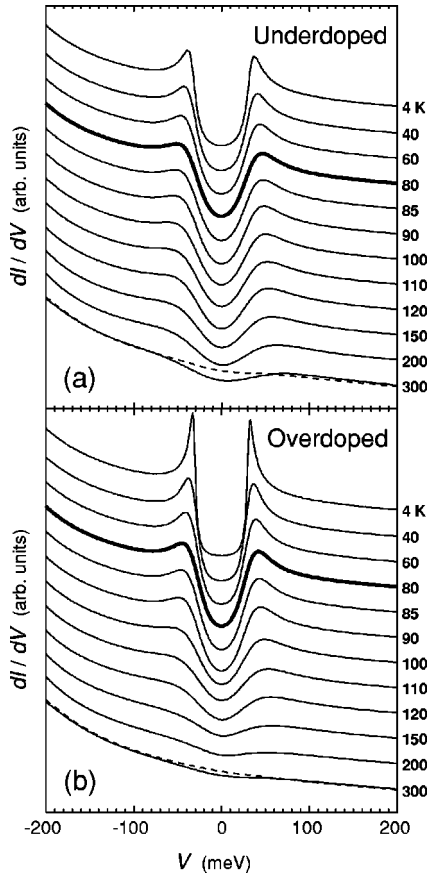 Underdoped
4 K
40
60
80
85
90
100
110
120
150
200
300
dI / dV (arb. units)
(a)
Overdoped
4 K
40
60
80
85
90
100
110
120
150
200
300
dI / dV (arb. units)
(b)
-200 -100 0 100 200
V (meV)